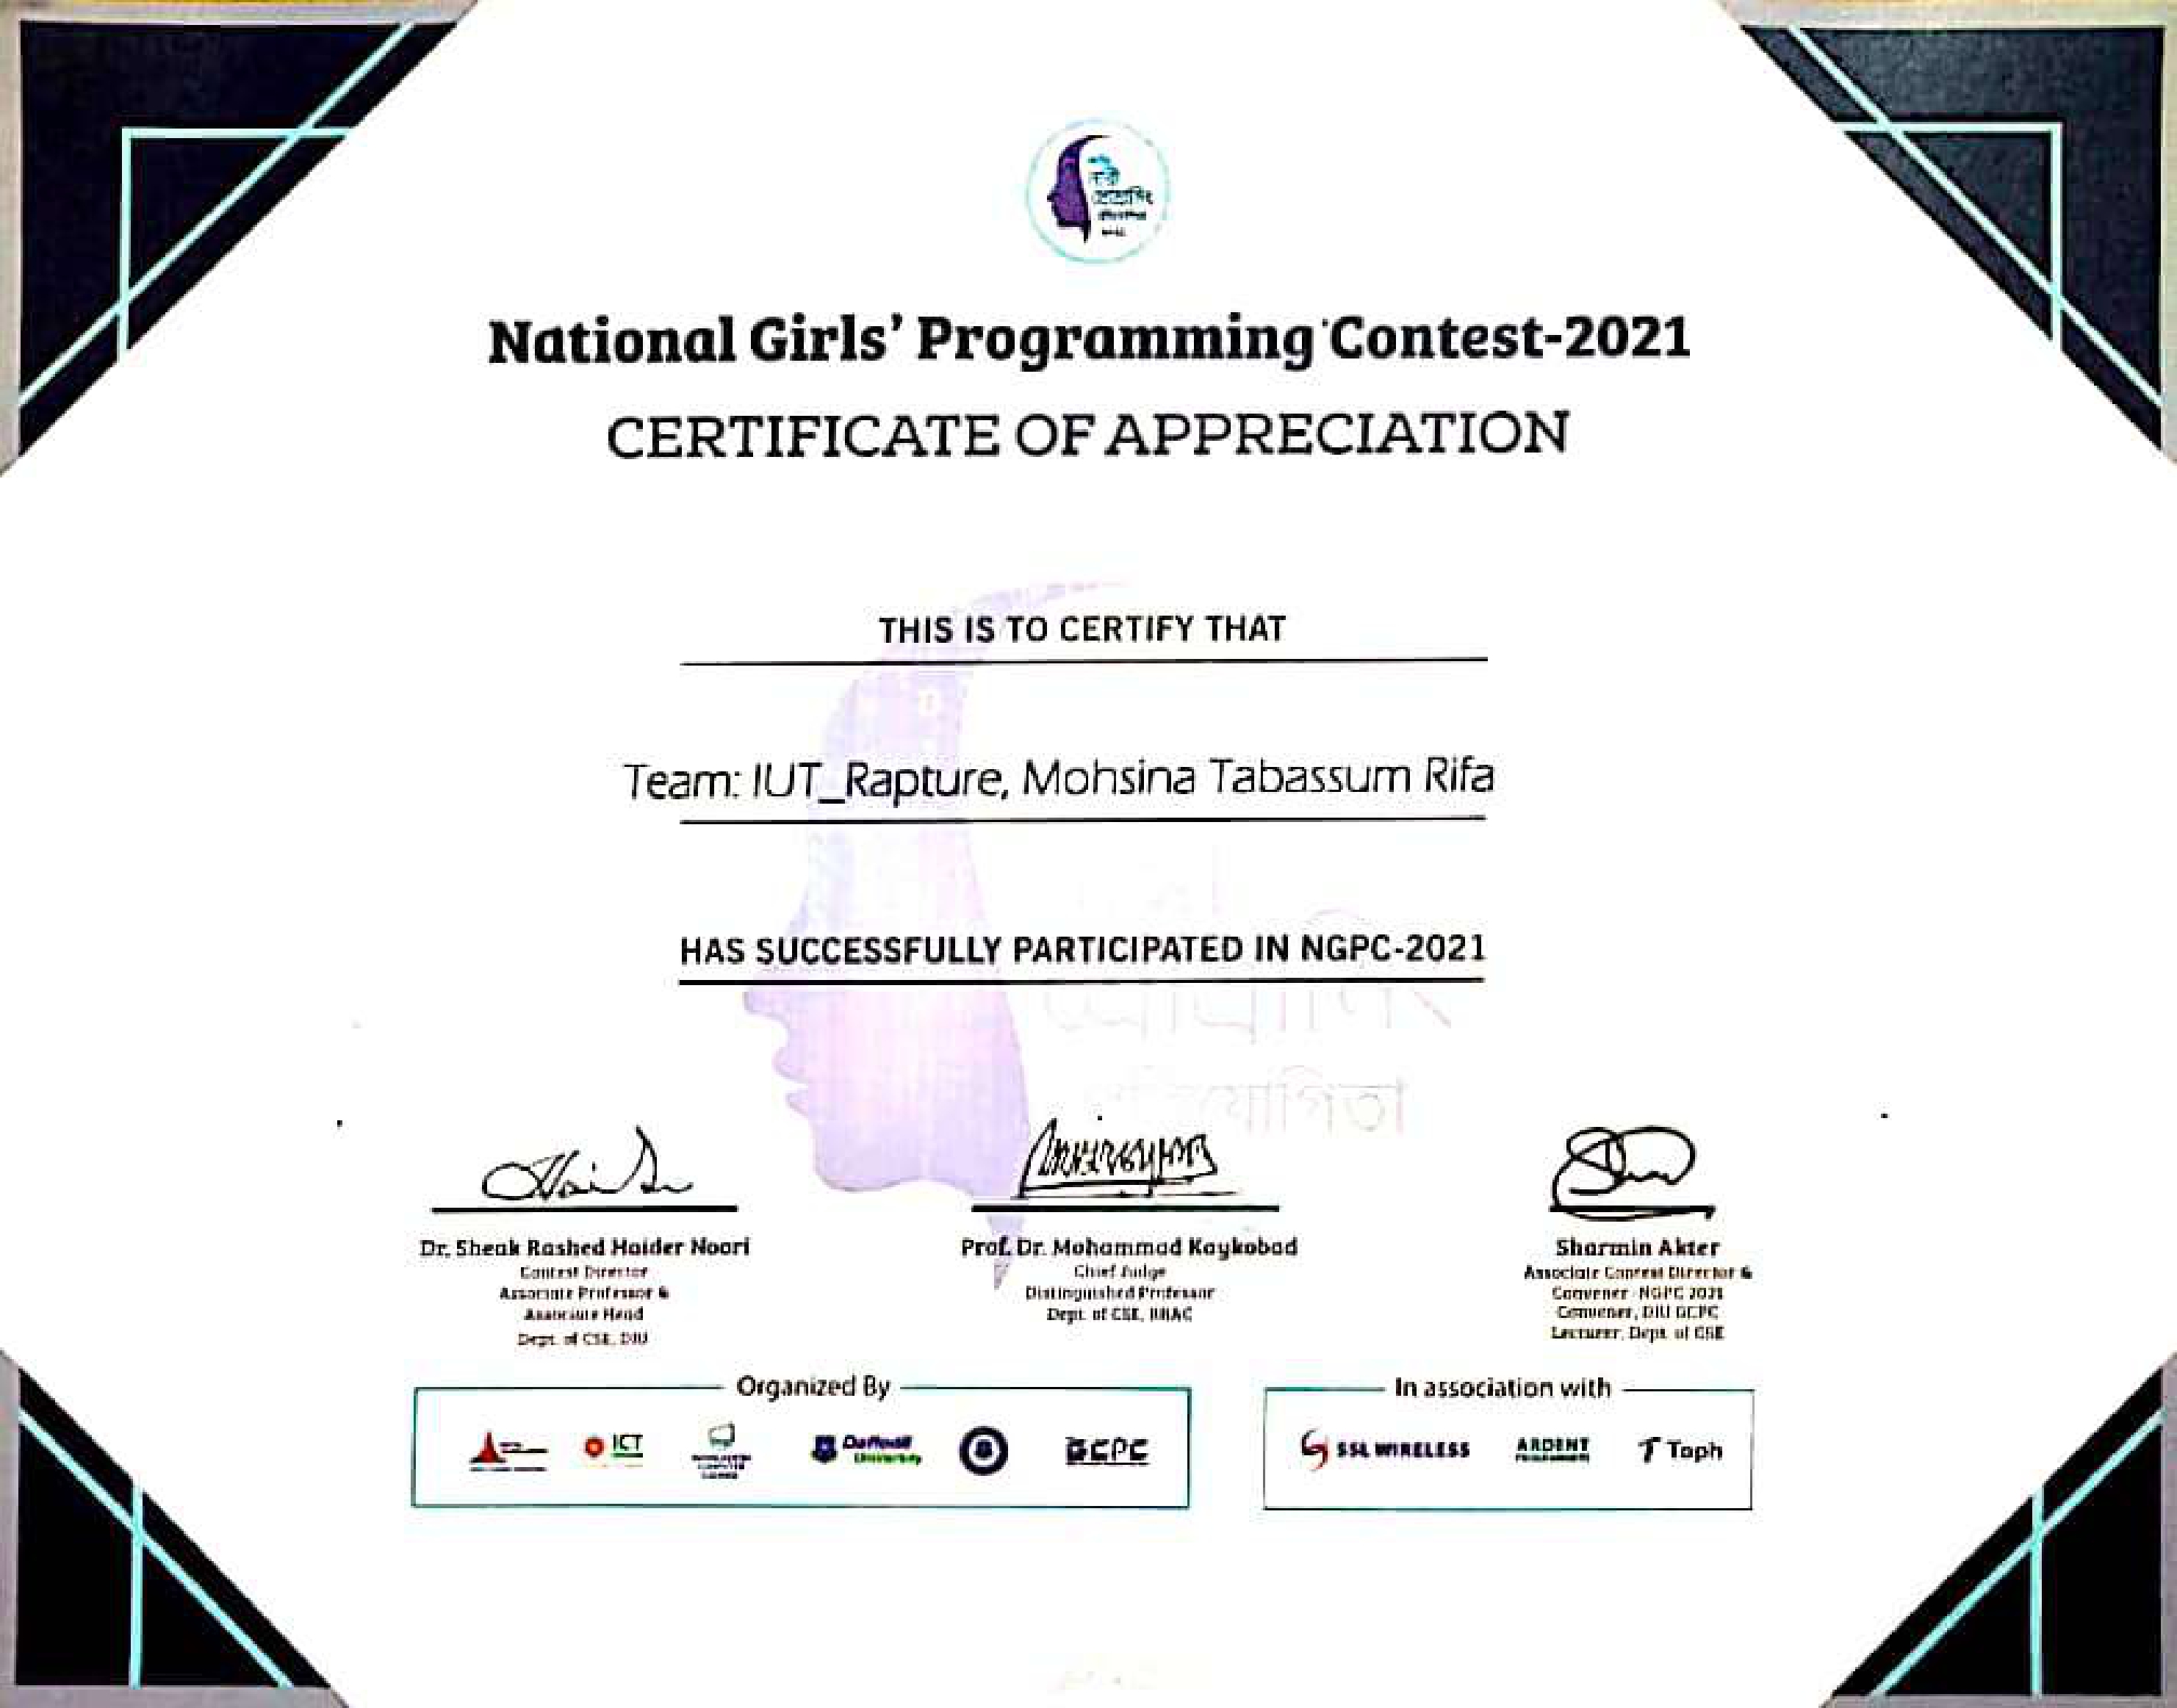 নারী
National Girls' Programming Contest-2021
CERTIFICATE OF APPRECIATION
THIS IS TO CERTIFY THAT
Team: IUT_Rapture, Mohsina Tabassum Rifa
HAS SUCCESSFULLY PARTICIPATED IN NGPC-2021
Dr. Sheak Rashed Haider Noori
Contest Director
Associate Professor &
Associate Head
Dept. of CSE, DIU
Prof. Dr. Mohammad Kaykobad
Chief Judge
Distinguished Professor
Dept. of CSE, BRAC
Sharmin Akter
Associate Contest Director &
Convener - NGPC 2021
Convener, DIU GCPC
Lecturer, Dept. of CSE
Organized By
ICT
Daffodil
University
GCPC
In association with
SSL WIRELESS
ARDENT
Toph